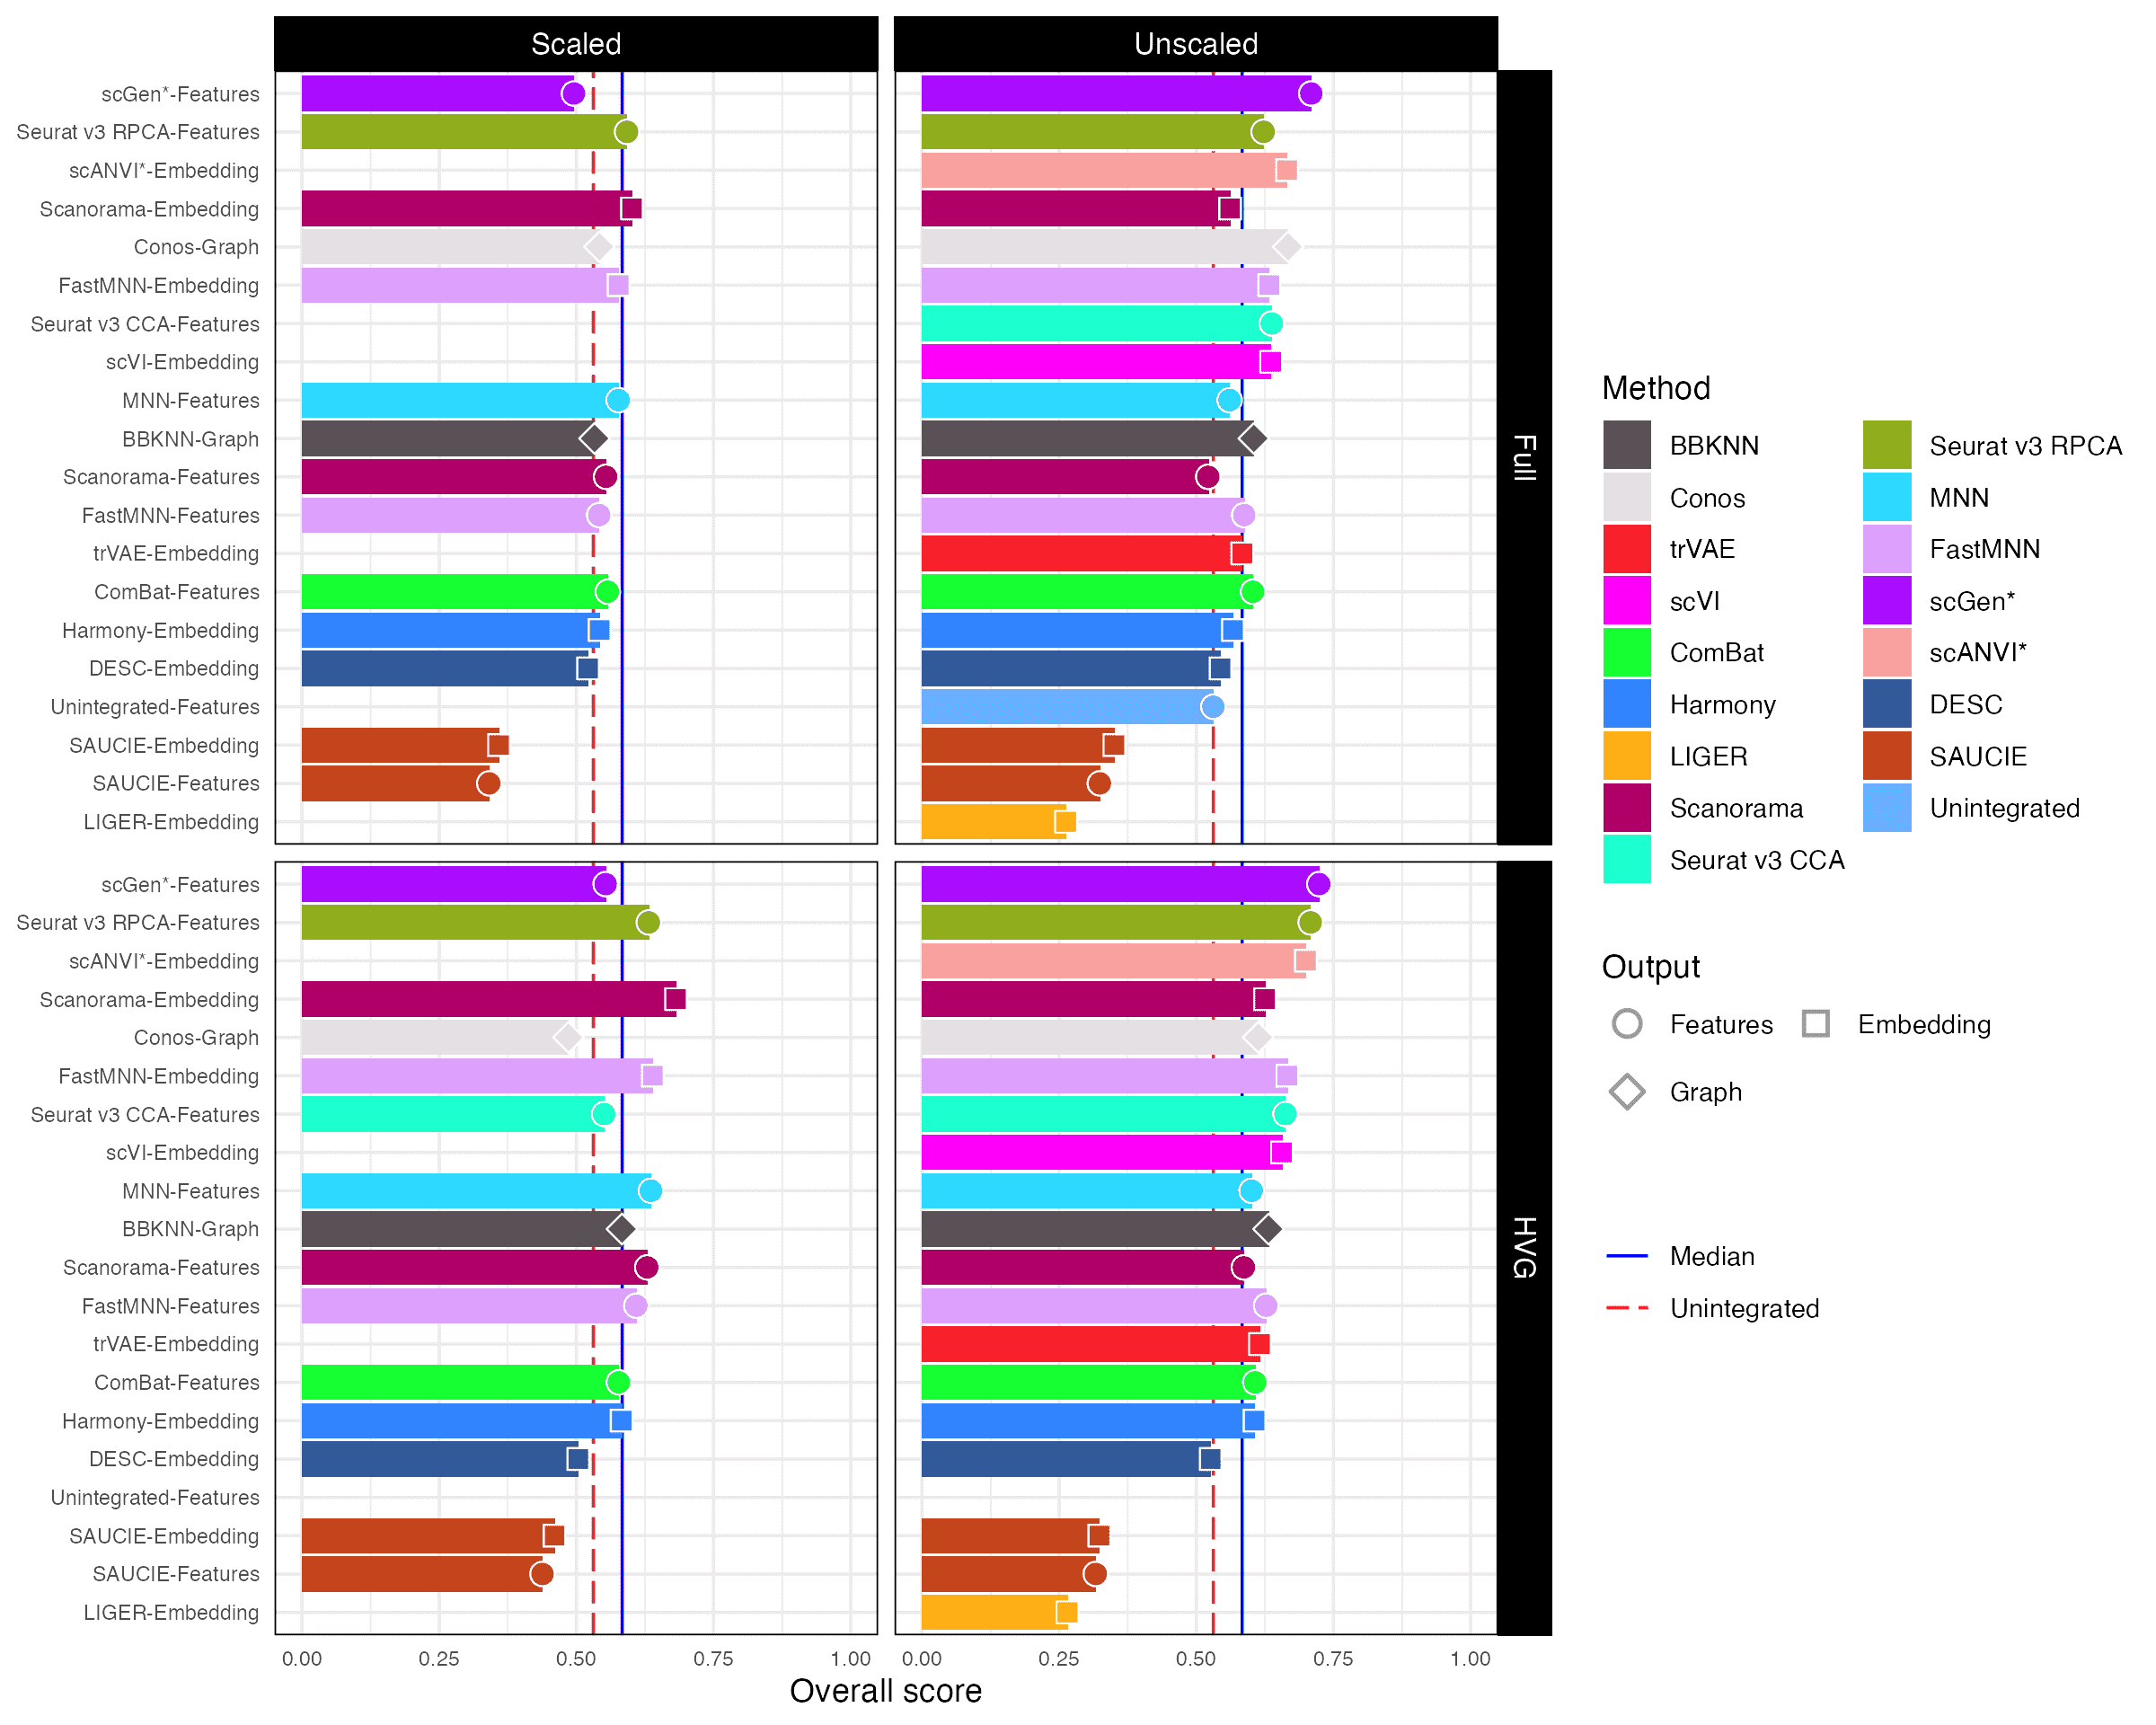 Scaled
Unscaled
scGen*-Features
Seurat v3 RPCA-Features
scANVI*-Embedding
Scanorama-Embedding
Conos-Graph
FastMNN-Embedding
Seurat v3 CCA-Features
scVI-Embedding
MNN-Features
BBKNN-Graph
Scanorama-Features
FastMNN-Features
trVAE-Embedding
ComBat-Features
Harmony-Embedding
DESC-Embedding
Unintegrated-Features
SAUCIE-Embedding
SAUCIE-Features
LIGER-Embedding
Full
scGen*-Features
Seurat v3 RPCA-Features
scANVI*-Embedding
Scanorama-Embedding
Conos-Graph
FastMNN-Embedding
Seurat v3 CCA-Features
scVI-Embedding
MNN-Features
BBKNN-Graph
Scanorama-Features
FastMNN-Features
trVAE-Embedding
ComBat-Features
Harmony-Embedding
DESC-Embedding
Unintegrated-Features
SAUCIE-Embedding
SAUCIE-Features
LIGER-Embedding
HVG
0.00 0.25 0.50 0.75 1.00 0.00 0.25 0.50 0.75 1.00
Overall score
Method
BBKNN
Conos
trVAE
scVI
ComBat
Harmony
LIGER
Scanorama
Seurat v3 CCA
Seurat v3 RPCA
MNN
FastMNN
scGen*
scANVI*
DESC
SAUCIE
Unintegrated
Output
Features
Embedding
Graph
Median
Unintegrated